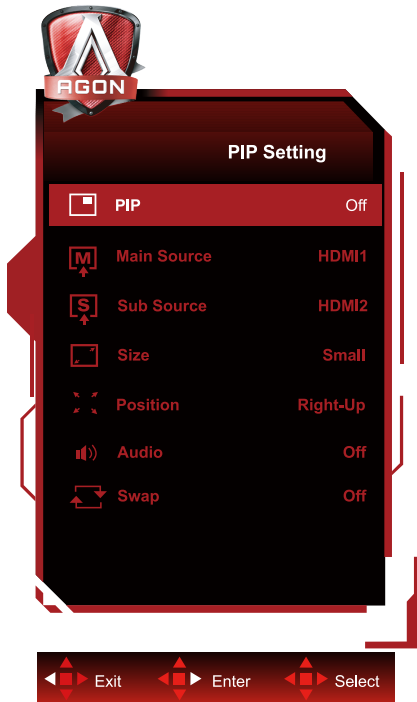 AGON
PIP Setting
PIP Off
M Main Source HDMI1
S Sub Source HDMI2
Size Small
Position Right-Up
Audio Off
Swap Off
Exit Enter Select